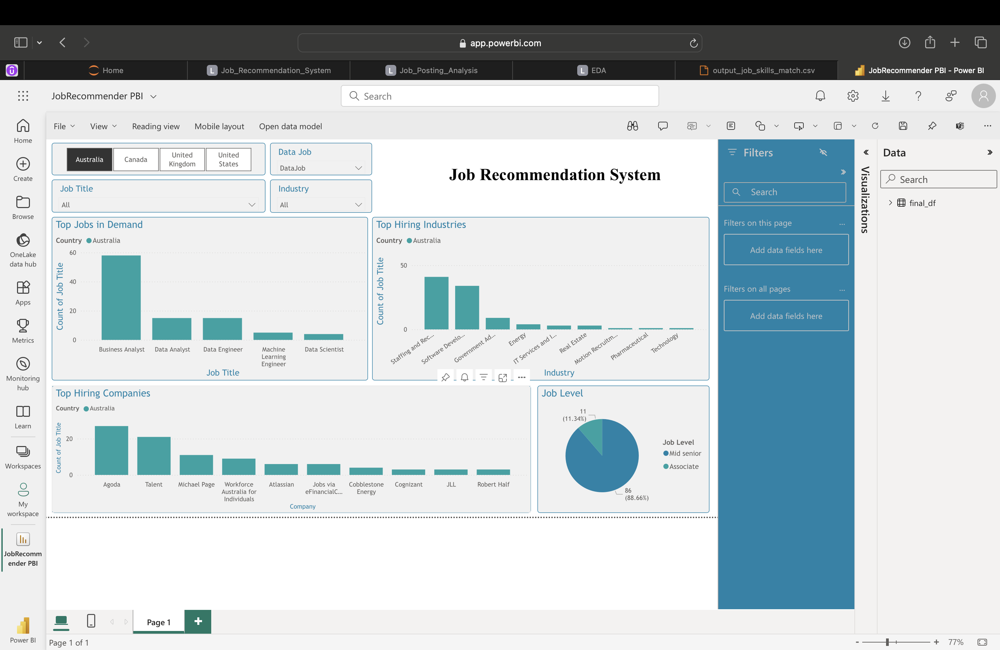 app.powerbi.com
Home
L Job_Recommendation_System
L Job_Posting_Analysis
L EDA
output_job_skills_match.csv
JobRecommender PBI - Power BI
JobRecommender PBI
Search
Home
Create
Browse
OneLake
data hub
Apps
Metrics
Monitoring
hub
Learn
Workspaces
My
workspace
JobRecomm
ender PBI
Power BI
File
View
Reading view
Mobile layout
Open data model
Australia
Canada
United
Kingdom
United
States
Data Job
DataJob
Job Title
All
Industry
All
Job Recommendation System
Top Jobs in Demand
Country Australia
Count of Job Title
60
40
20
0
Business Analyst
Data Analyst
Data Engineer
Machine
Learning
Engineer
Data Scientist
Job Title
Top Hiring Industries
Country Australia
Count of Job Title
50
0
Staffing and Rec...
Software Develo...
Government Ad...
Energy
IT Services and I...
Real Estate
Motion Recruitm...
Pharmaceutical
Technology
Industry
Top Hiring Companies
Country Australia
Count of Job Title
20
0
Agoda
Talent
Michael Page
Workforce
Australia for
Individuals
Atlassian
Jobs via
eFinancialC...
Cobblestone
Energy
Cognizant
JLL
Robert Half
Company
Job Level
11
(11.34%)
86
(88.66%)
Job Level
Mid senior
Associate
Filters
Search
Filters on this page
Add data fields here
Filters on all pages
Add data fields here
Visualizations
Data
Search
final_df
Page 1
Page 1 of 1
77%